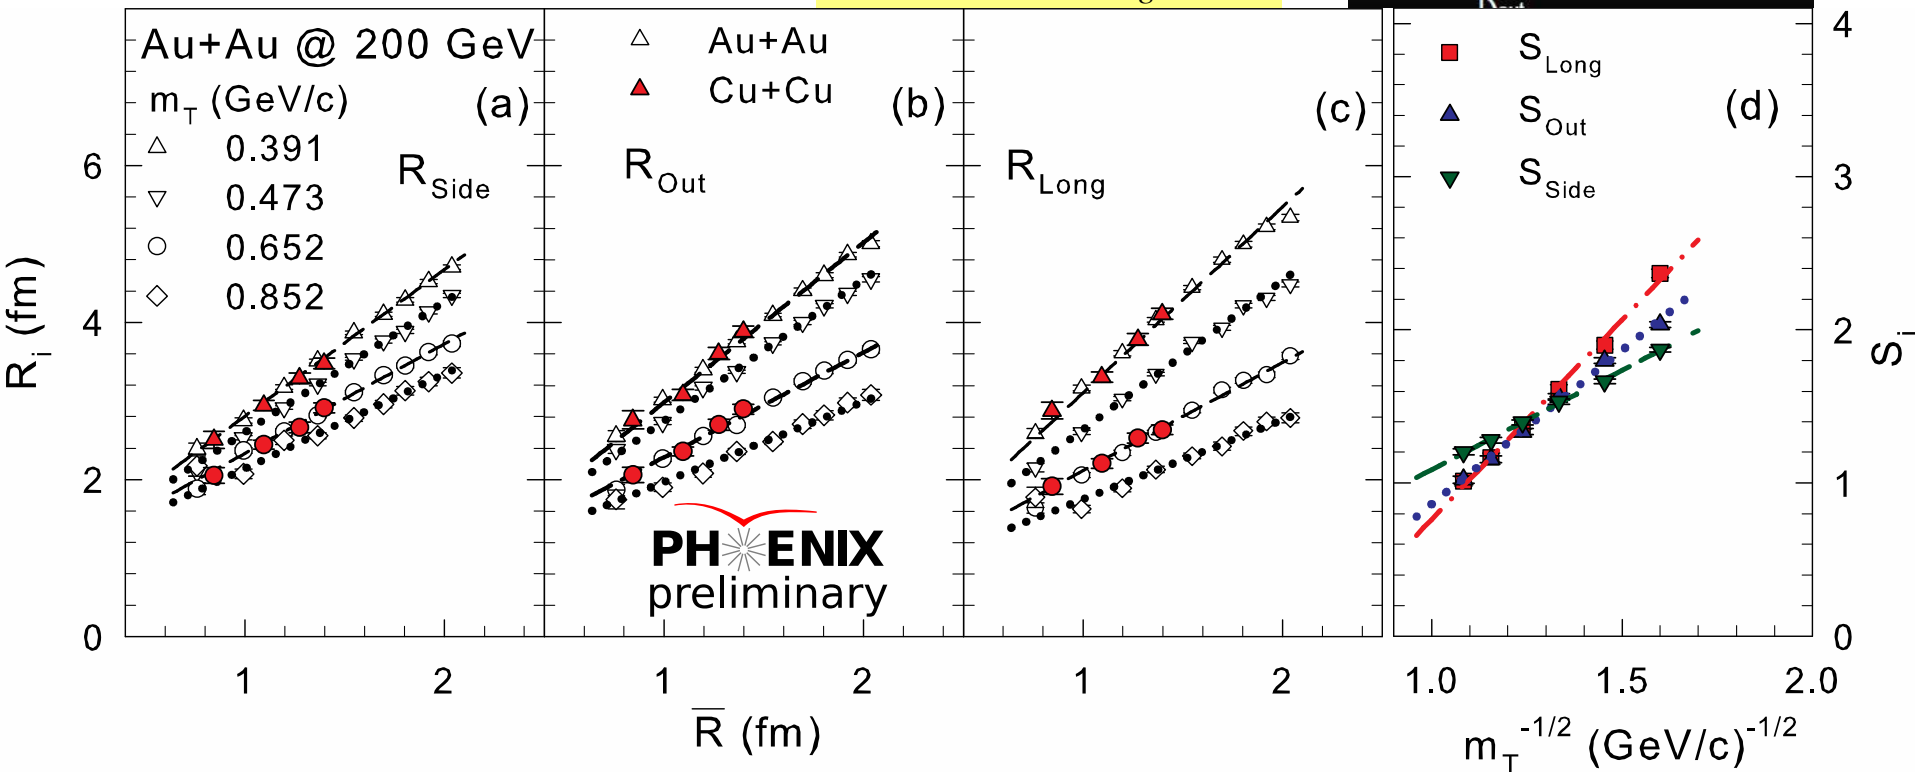 Au+Au @ 200 GeV
m_T (GeV/c)
(a)
0.391
0.473
0.652
0.852
R_Side
Au+Au
Cu+Cu
(b)
R_Out
PHENIX
preliminary
(c)
R_Long
S_Long
S_Out
S_Side
(d)
R_i (fm)
6
4
2
0
1
2
1
2
1
2
R̅ (fm)
4
3
2
1
0
S_i
1.0
1.5
2.0
m_T^-1/2 (GeV/c)^-1/2